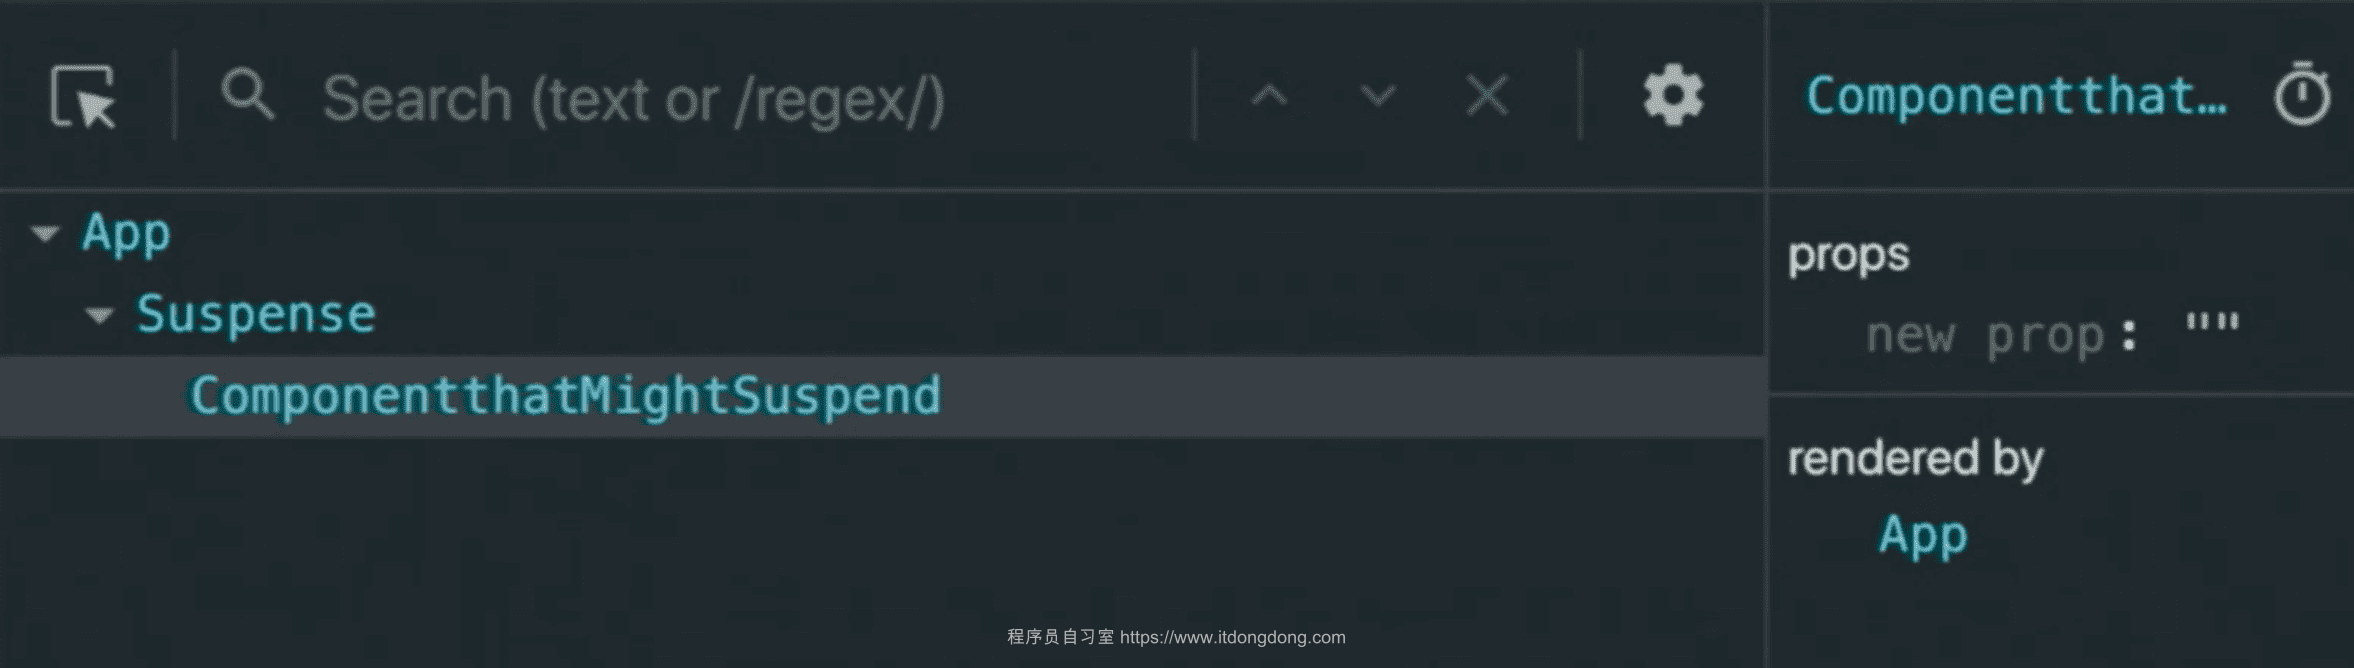 Search (text or /regex/)
Componentthat…
App
Suspense
ComponentthatMightSuspend
props
new prop: ""
rendered by
App
程序员自习室 https://www.itdongdong.com